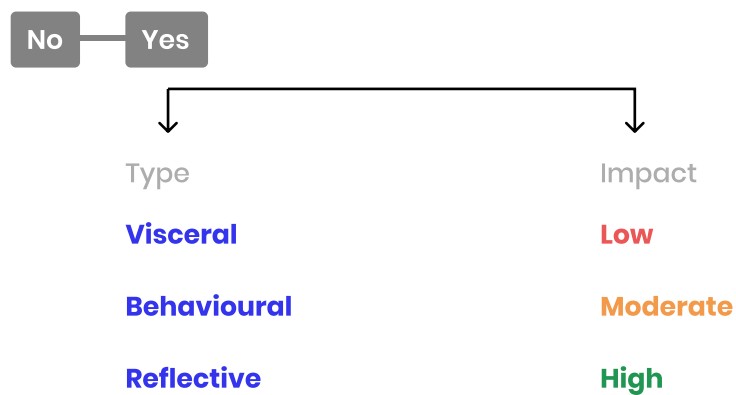 No Yes
Type Impact
Visceral Low
Behavioural Moderate
Reflective High